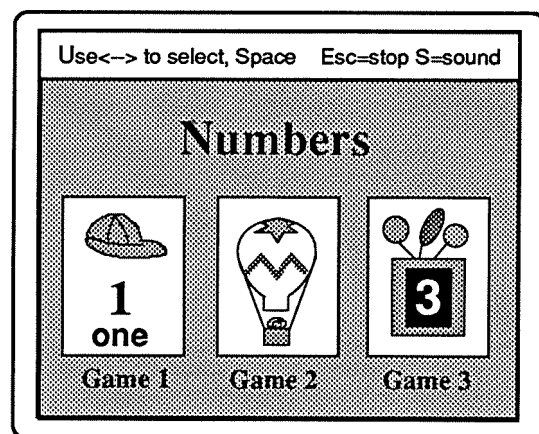 Use<--> to select, Space Esc=stop S=sound
Numbers
1
one
3
Game 1 Game 2 Game 3